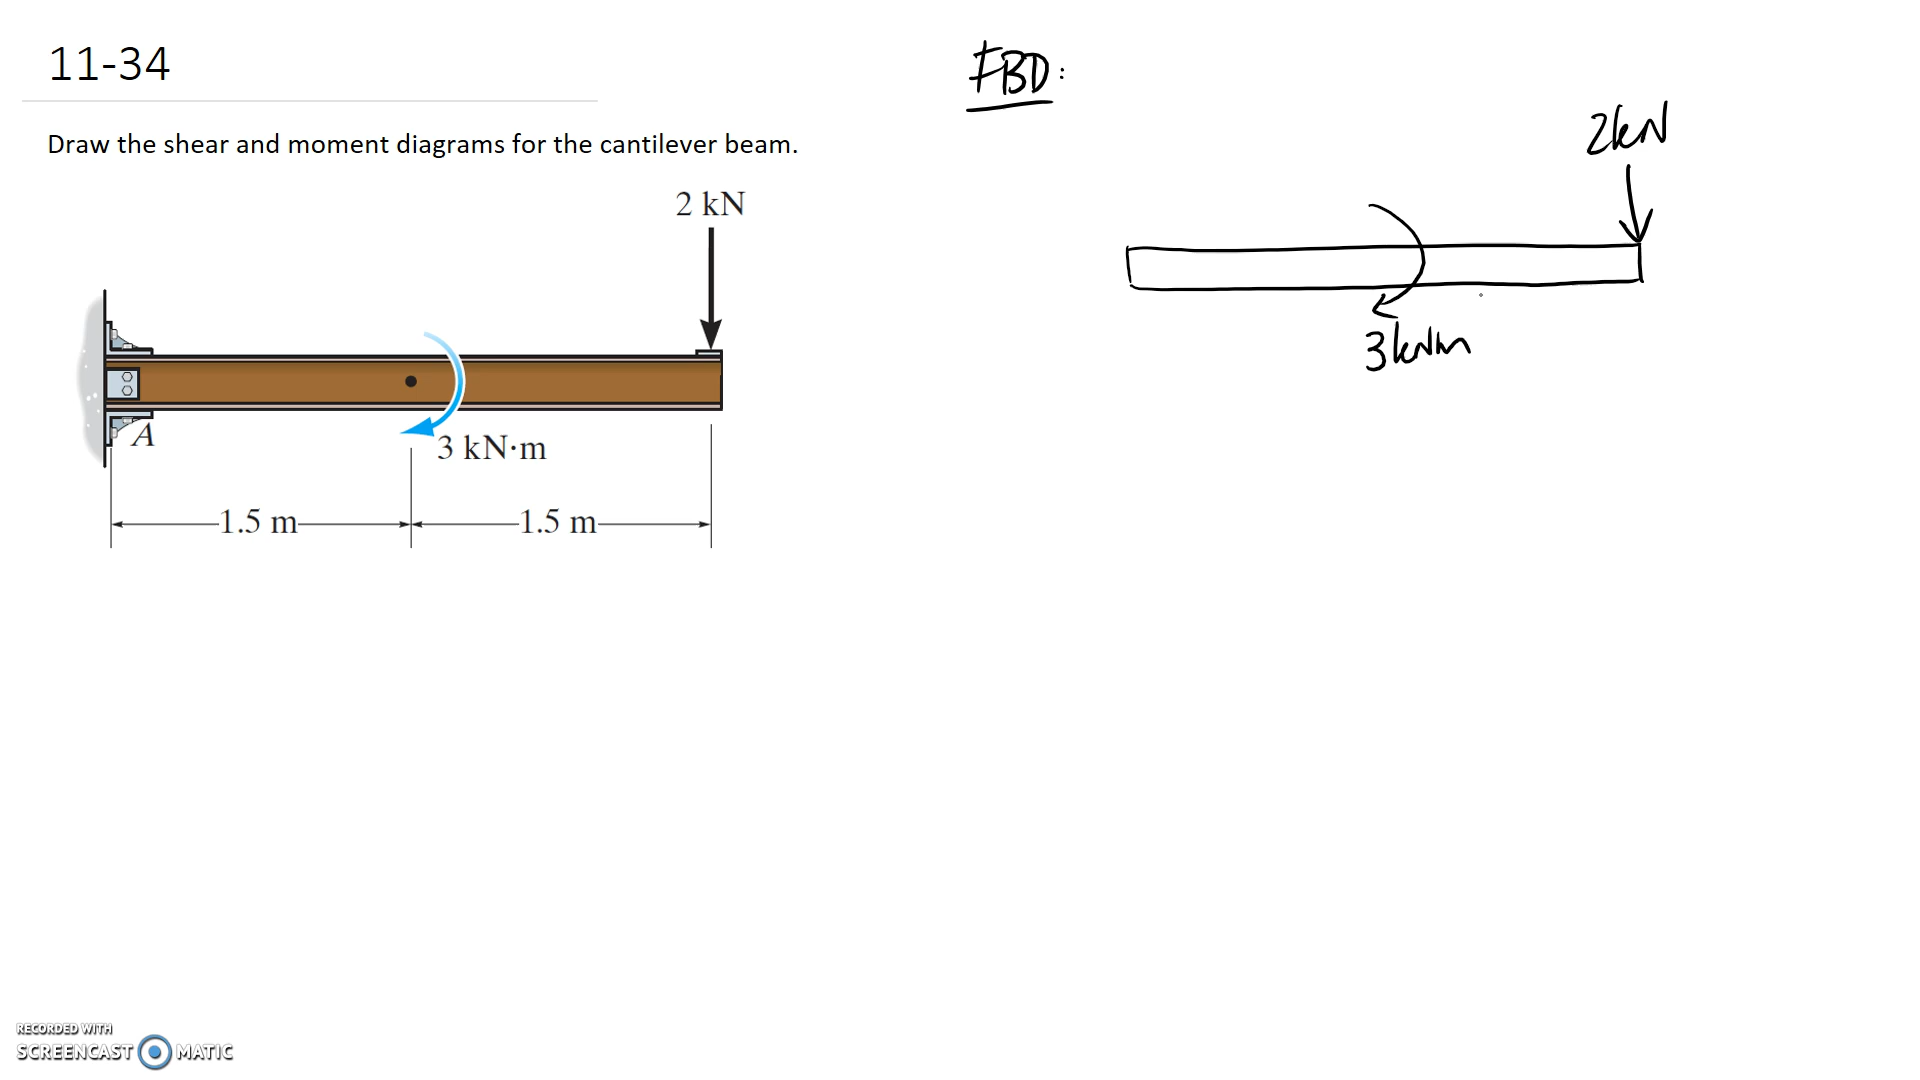 11-34
Draw the shear and moment diagrams for the cantilever beam.
2 kN
A
3 kN·m
1.5 m
1.5 m
FBD:
2kN
3kNm
RECORDED WITH
SCREENCAST MATIC